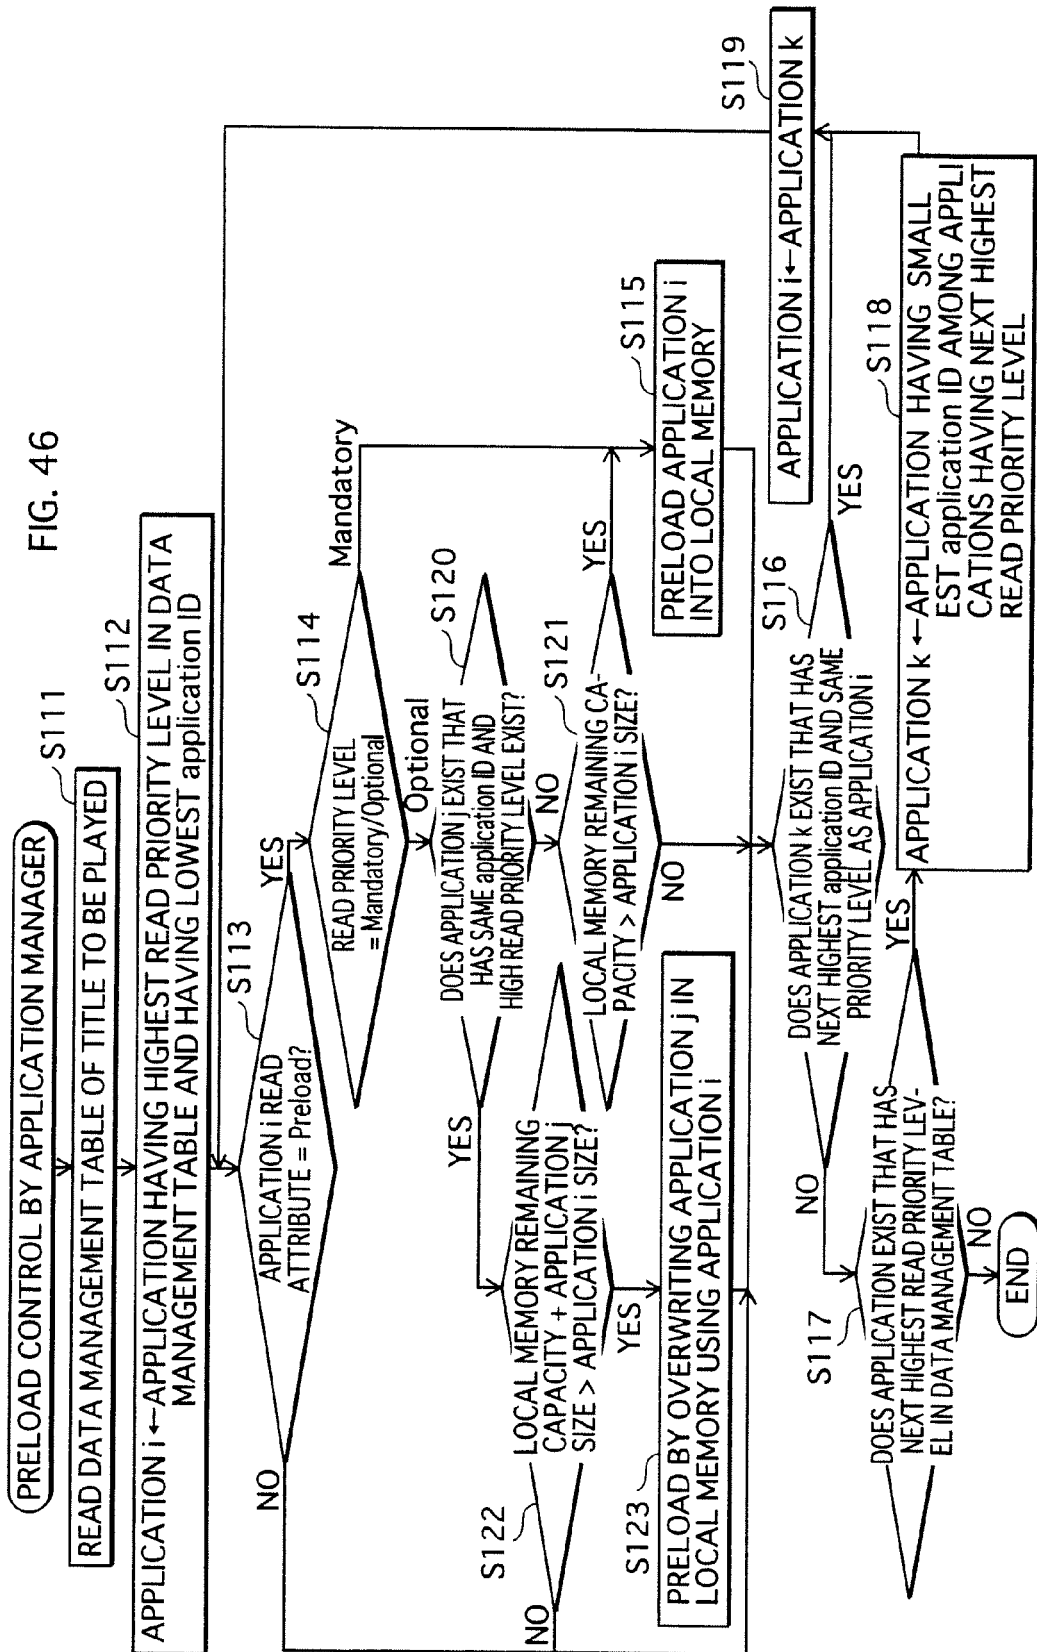 FIG. 46
PRELOAD CONTROL BY APPLICATION MANAGER
S111
READ DATA MANAGEMENT TABLE OF TITLE TO BE PLAYED
S112
APPLICATION i ←APPLICATION HAVING HIGHEST READ PRIORITY LEVEL IN DATA
MANAGEMENT TABLE AND HAVING LOWEST application ID
S113
APPLICATION i READ
ATTRIBUTE = Preload?
YES
NO
S114
READ PRIORITY LEVEL
= Mandatory/Optional
Mandatory
Optional
S120
DOES APPLICATION j EXIST THAT
HAS SAME application ID AND
HIGH READ PRIORITY LEVEL EXIST?
YES
NO
S121
LOCAL MEMORY REMAINING CA-
PACITY > APPLICATION i SIZE?
YES
NO
S115
PRELOAD APPLICATION i
INTO LOCAL MEMORY
S122
LOCAL MEMORY REMAINING
CAPACITY + APPLICATION j
SIZE > APPLICATION i SIZE?
NO
YES
S123
PRELOAD BY OVERWRITING APPLICATION j IN
LOCAL MEMORY USING APPLICATION i
S116
DOES APPLICATION k EXIST THAT HAS
NEXT HIGHEST application ID AND SAME
PRIORITY LEVEL AS APPLICATION i
YES
NO
S119
APPLICATION i←APPLICATION k
S117
DOES APPLICATION EXIST THAT HAS
NEXT HIGHEST READ PRIORITY LEV-
EL IN DATA MANAGEMENT TABLE?
YES
NO
S118
APPLICATION k ←APPLICATION HAVING SMALL
EST application ID AMONG APPLI
CATIONS HAVING NEXT HIGHEST
READ PRIORITY LEVEL
END